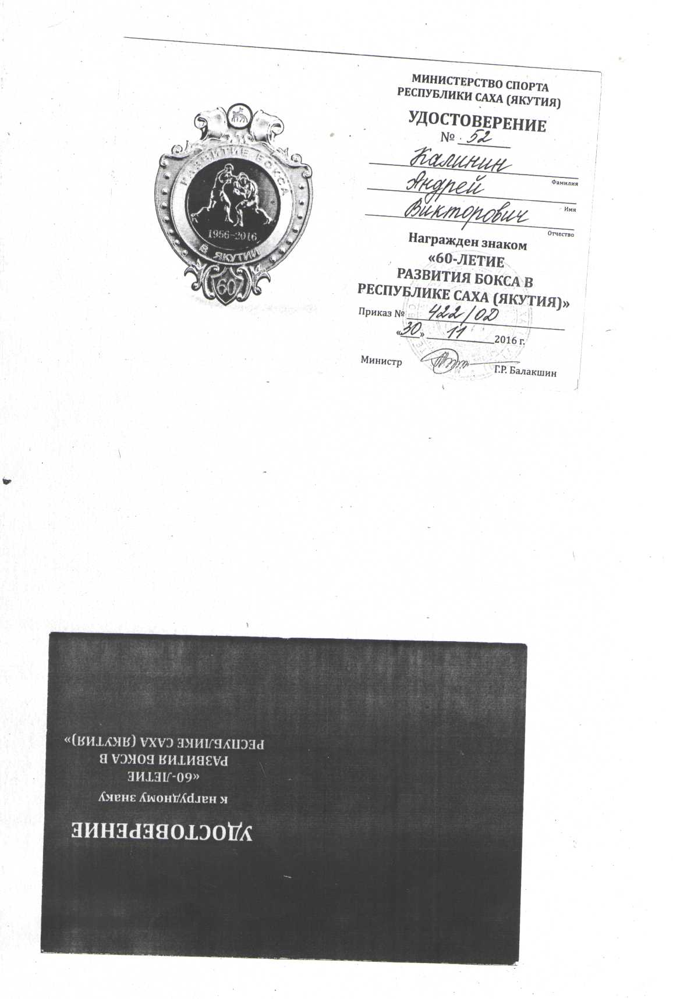 РАЗВИТИЕ БОКСА
1956-2016
В ЯКУТИИ
60
МИНИСТЕРСТВО СПОРТА
РЕСПУБЛИКИ САХА (ЯКУТИЯ)
УДОСТОВЕРЕНИЕ
№ 52
Калинин
Фамилия
Андрей
Имя
Викторович
Отчество
Награжден знаком
«60-ЛЕТИЕ
РАЗВИТИЯ БОКСА В
РЕСПУБЛИКЕ САХА (ЯКУТИЯ)»
Приказ № 422/ОД
«30» 11 2016 г.
Министр Г.Р. Балакшин
УДОСТОВЕРЕНИЕ
к нагрудному знаку
«60-ЛЕТИЕ
РАЗВИТИЯ БОКСА В
РЕСПУБЛИКЕ САХА (ЯКУТИЯ)»